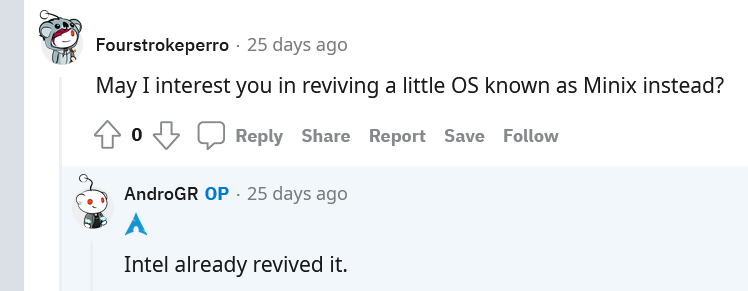 Fourstrokeperro · 25 days ago
May I interest you in reviving a little OS known as Minix instead?
0 Reply Share Report Save Follow
AndroGR OP · 25 days ago
Intel already revived it.